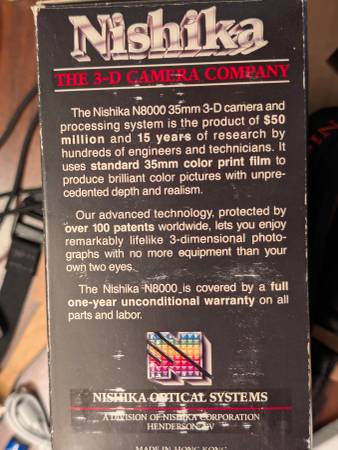 Nishika
THE 3-D CAMERA COMPANY
The Nishika N8000 35mm 3-D camera and
processing system is the product of $50
million and 15 years of research by
hundreds of engineers and technicians. It
uses standard 35mm color print film to
produce brilliant color pictures with unpre-
cedented depth and realism.
Our advanced technology, protected by
over 100 patents worldwide, lets you enjoy
remarkably lifelike 3-dimensional photo-
graphs with no more equipment than your
own two eyes.
The Nishika N8000 is covered by a full
one-year unconditional warranty on all
parts and labor.
N
NISHIKA OPTICAL SYSTEMS
A DIVISION OF NISHIKA CORPORATION
HENDERSON, NV
MADE IN HONG KONG